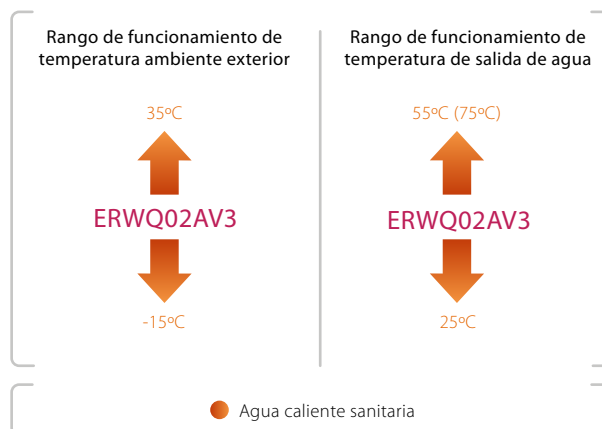 Rango de funcionamiento de
temperatura ambiente exterior
35ºC
ERWQ02AV3
-15ºC
Rango de funcionamiento de
temperatura de salida de agua
55ºC (75ºC)
ERWQ02AV3
25ºC
Agua caliente sanitaria